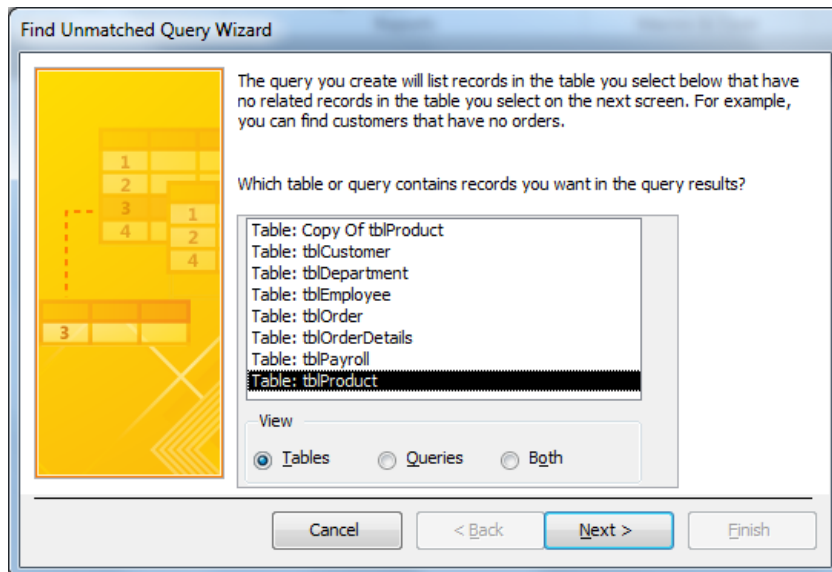 Find Unmatched Query Wizard
The query you create will list records in the table you select below that have
no related records in the table you select on the next screen. For example,
you can find customers that have no orders.
Which table or query contains records you want in the query results?
1
2
3
4
1
2
4
3
Table: Copy Of tblProduct
Table: tblCustomer
Table: tblDepartment
Table: tblEmployee
Table: tblOrder
Table: tblOrderDetails
Table: tblPayroll
Table: tblProduct
View
Tables Queries Both
Cancel < Back Next > Finish